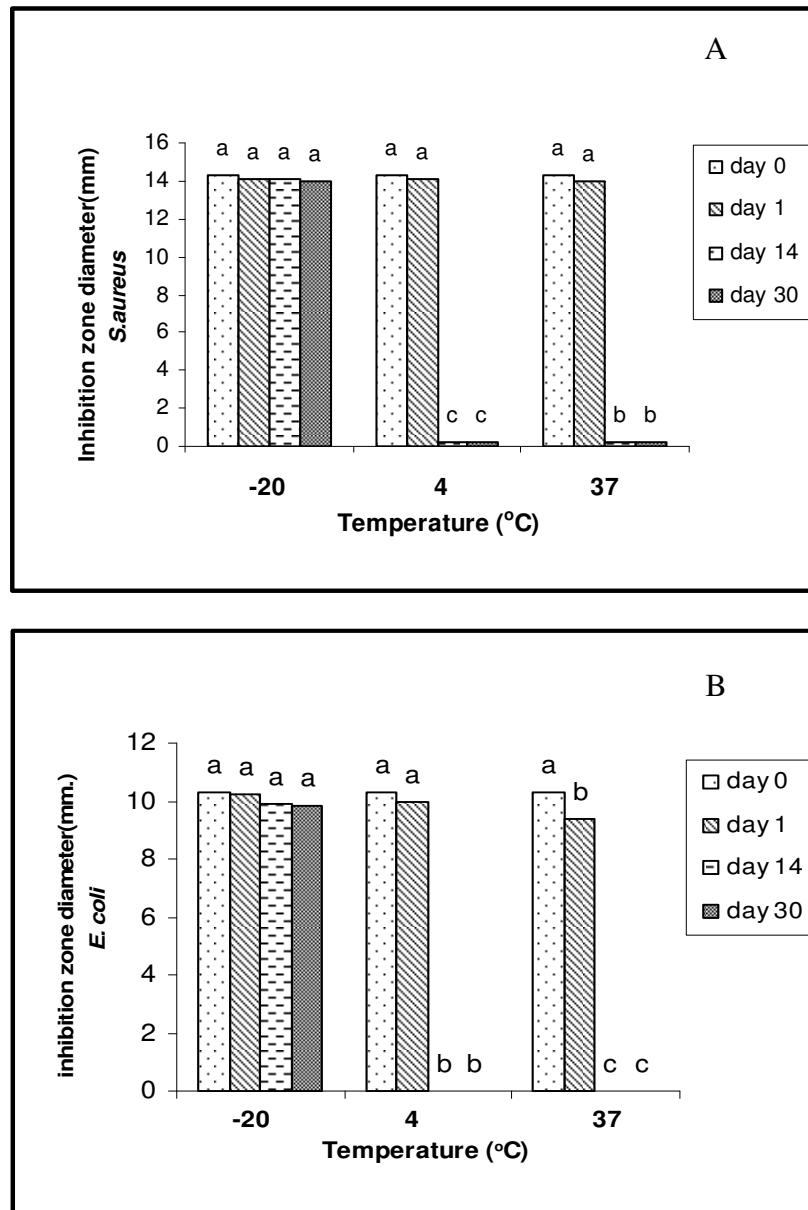 A
Inhibition zone diameter(mm)
S.aureus
16
14
12
10
8
6
4
2
0
a a a a a a c c a a b b
-20 4 37
Temperature (°C)
day 0
day 1
day 14
day 30
B
inhibition zone diameter(mm.)
E. coli
12
10
8
6
4
2
0
a a a a a a b b a b c c
-20 4 37
Temperature (°C)
day 0
day 1
day 14
day 30